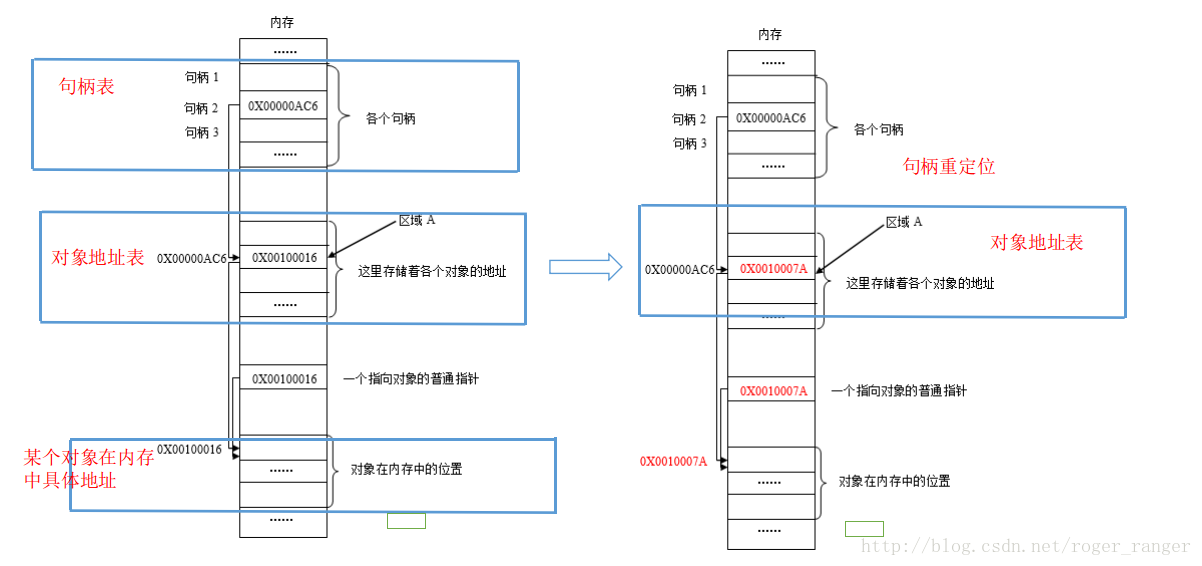 内存
......
句柄表
句柄 1
句柄 2
0X00000AC6
句柄 3
各个句柄
......
区域 A
对象地址表
0X00000AC6
0X00100016
这里存储着各个对象的地址
......
0X00100016
一个指向对象的普通指针
某个对象在内存
中具体地址
0X00100016
......
对象在内存中的位置
......
内存
......
句柄 1
句柄 2
0X00000AC6
句柄 3
各个句柄
......
句柄重定位
区域 A
对象地址表
0X00000AC6
0X0010007A
这里存储着各个对象的地址
......
0X0010007A
一个指向对象的普通指针
0X0010007A
......
对象在内存中的位置
......
http://blog.csdn.net/roger_ranger